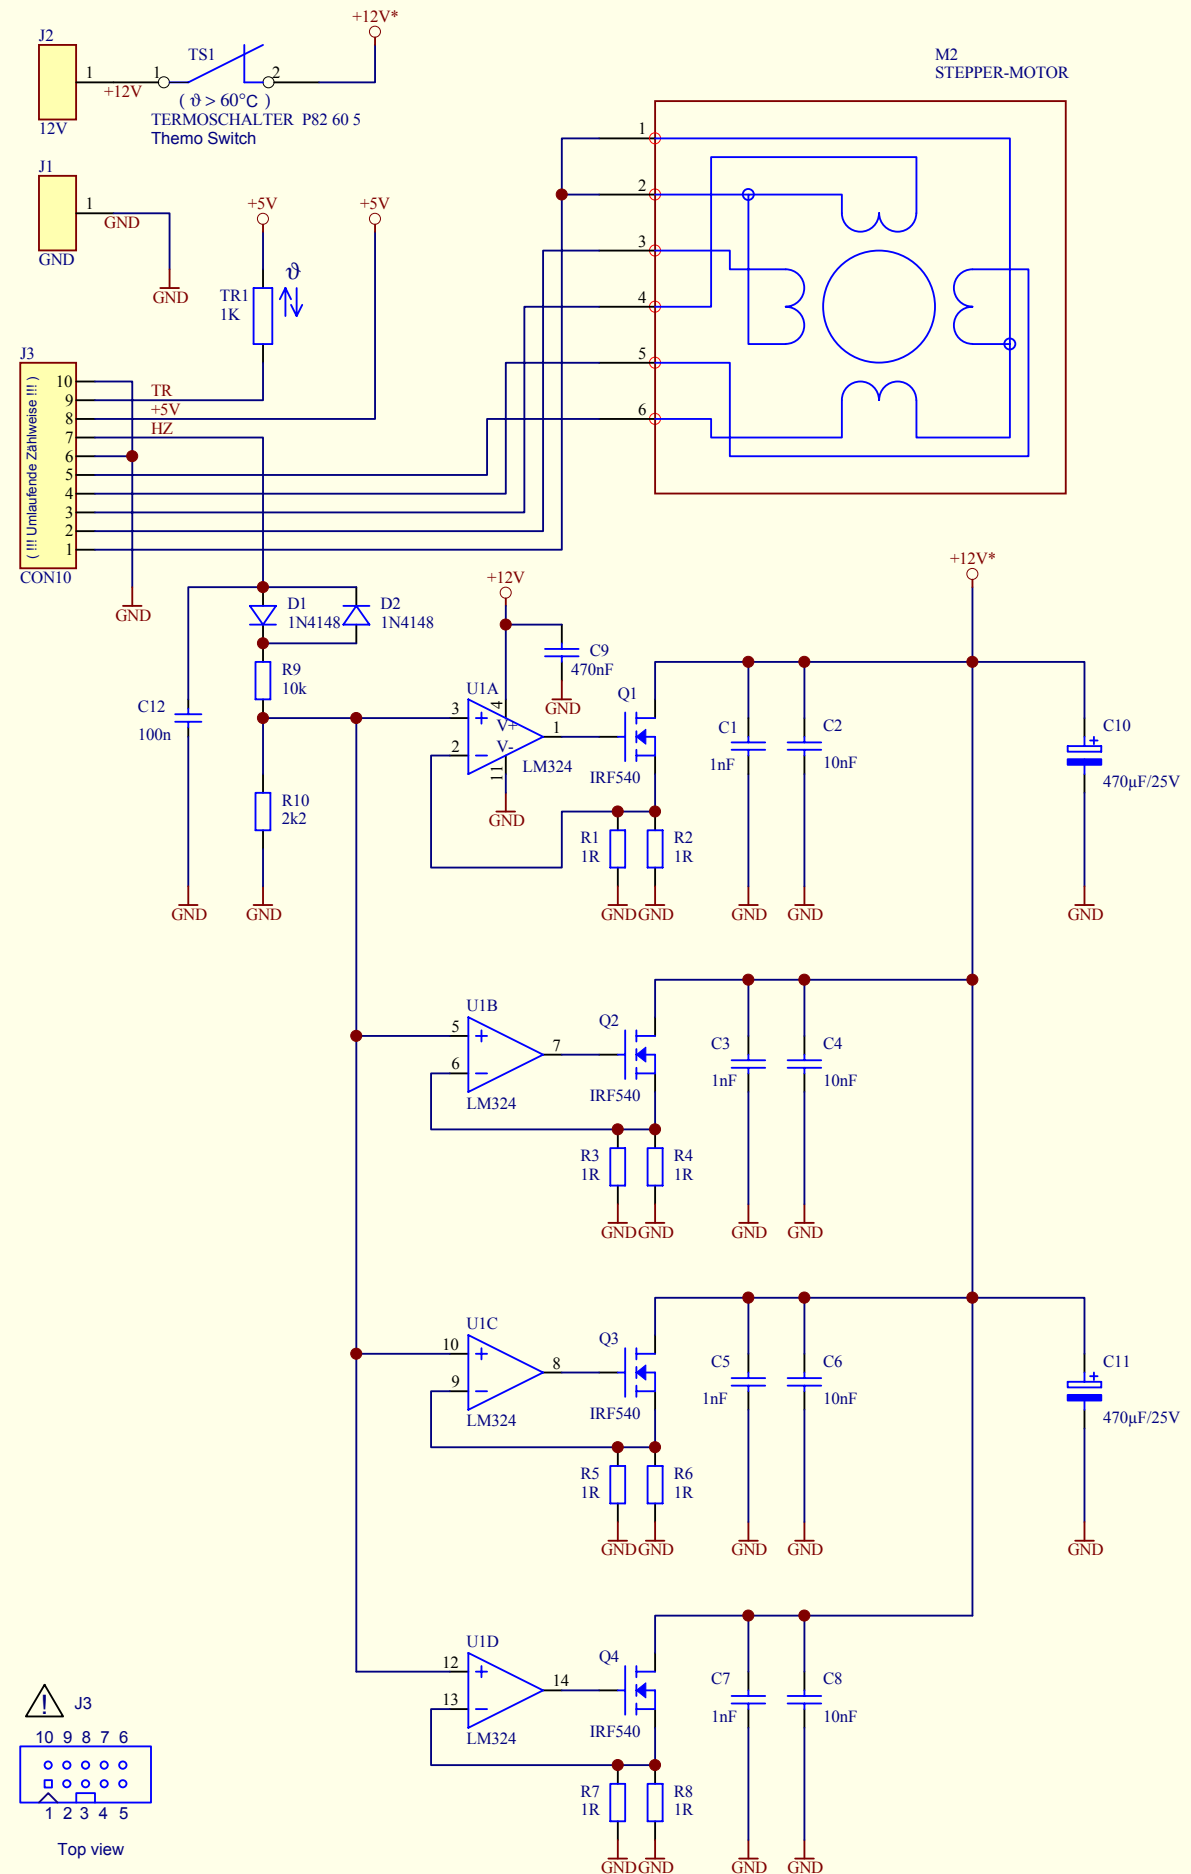 J2
1
+12V
12V
TS1
1
2
( ϑ > 60°C )
TERMOSCHALTER P82 60 5
Themo Switch
+12V*
J1
1
GND
GND
GND
+5V
+5V
TR1
1K
ϑ
M2
STEPPER-MOTOR
1
2
3
4
5
6
J3
( !!! Umlaufende Zählweise !!! )
10
9
8
7
6
5
4
3
2
1
TR
+5V
HZ
CON10
GND
D1
1N4148
D2
1N4148
R9
10k
C12
100n
R10
2k2
GND
GND
+12V
C9
470nF
GND
U1A
3
2
4
V+
V-
11
1
LM324
GND
Q1
IRF540
R1
1R
R2
1R
GND
GND
+12V*
C1
1nF
C2
10nF
GND
GND
C10
+
470µF/25V
GND
U1B
5
6
7
LM324
Q2
IRF540
R3
1R
R4
1R
GND
GND
C3
1nF
C4
10nF
GND
GND
U1C
10
9
8
LM324
Q3
IRF540
R5
1R
R6
1R
GND
GND
C5
1nF
C6
10nF
GND
GND
C11
+
470µF/25V
GND
U1D
12
13
14
LM324
Q4
IRF540
R7
1R
R8
1R
GND
GND
C7
1nF
C8
10nF
GND
GND
! J3
10 9 8 7 6
1 2 3 4 5
Top view